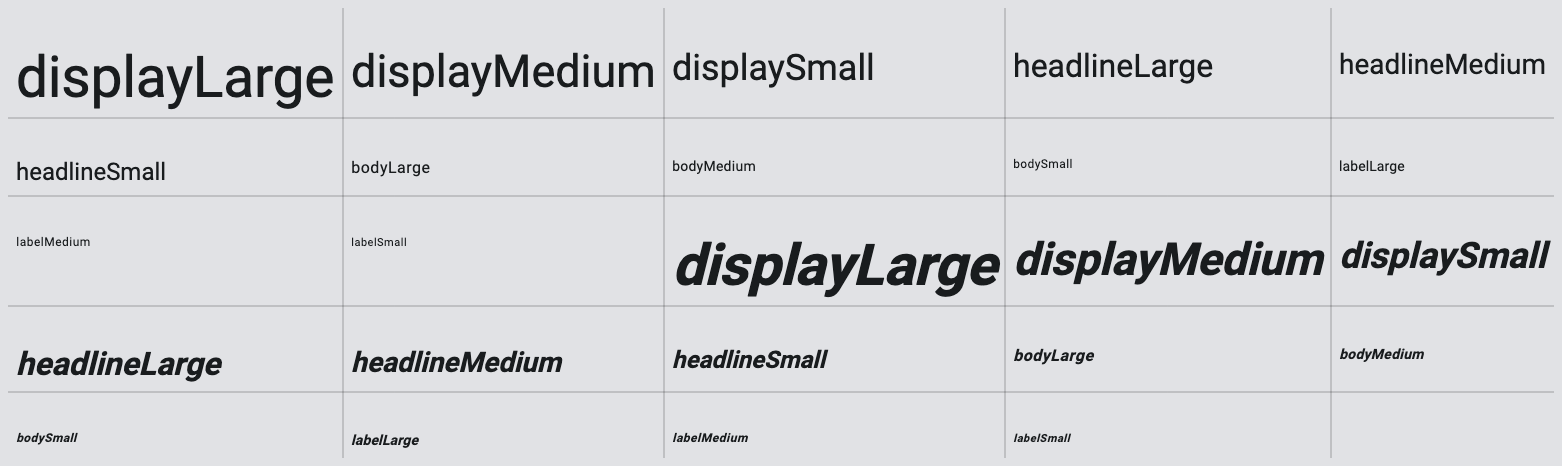 displayLarge displayMedium displaySmall headlineLarge headlineMedium
headlineSmall bodyLarge bodyMedium bodySmall labelLarge
labelMedium labelSmall displayLarge displayMedium displaySmall
headlineLarge headlineMedium headlineSmall bodyLarge bodyMedium
bodySmall labelLarge labelMedium labelSmall